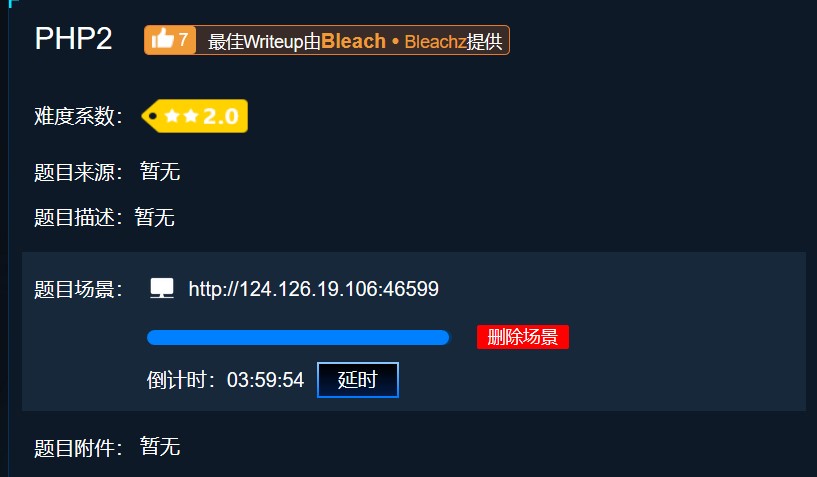 PHP2 7 最佳Writeup由Bleach • Bleachz提供
难度系数： 2.0
题目来源： 暂无
题目描述：暂无
题目场景： http://124.126.19.106:46599
删除场景
倒计时：03:59:54 延时
题目附件： 暂无